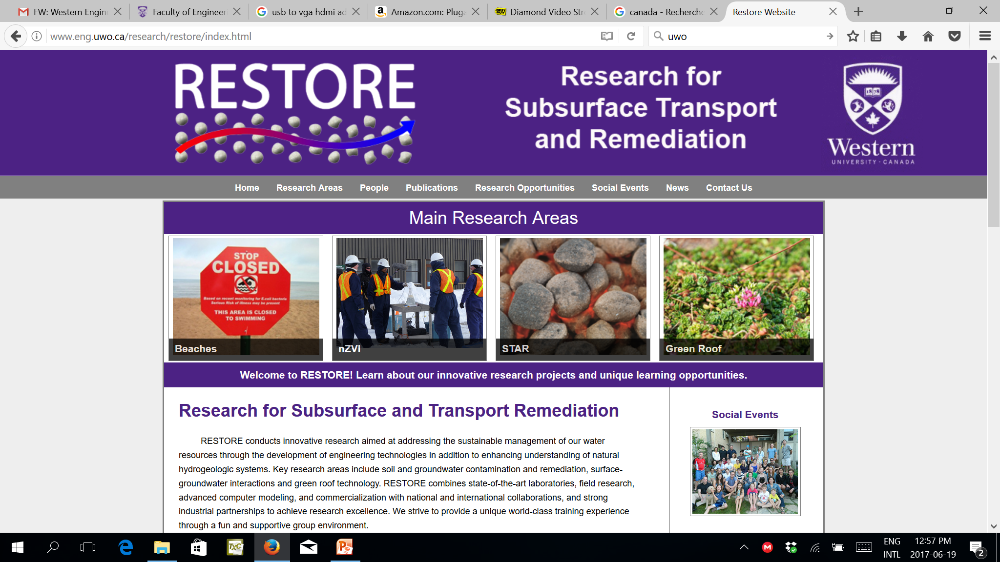 FW: Western Engin
Faculty of Engineer
usb to vga hdmi ad
Amazon.com: Pluga
Diamond Video Str
canada - Recherche
Restore Website
www.eng.uwo.ca/research/restore/index.html
uwo
RESTORE
Research for
Subsurface Transport
and Remediation
1878
Western
UNIVERSITY · CANADA
Home Research Areas People Publications Research Opportunities Social Events News Contact Us
Main Research Areas
STOP
CLOSED
Based on recent monitoring for E.coli bacteria
Serious Risk of illness may be present
THIS AREA IS CLOSED
TO SWIMMING
Beaches
nZVI
STAR
Green Roof
Welcome to RESTORE! Learn about our innovative research projects and unique learning opportunities.
Research for Subsurface and Transport Remediation
RESTORE conducts innovative research aimed at addressing the sustainable management of our water
resources through the development of engineering technologies in addition to enhancing understanding of natural
hydrogeologic systems. Key research areas include soil and groundwater contamination and remediation, surface-
groundwater interactions and green roof technology. RESTORE combines state-of-the-art laboratories, field research,
advanced computer modeling, and commercialization with national and international collaborations, and strong
industrial partnerships to achieve research excellence. We strive to provide a unique world-class training experience
through a fun and supportive group environment.
Social Events
TxC
ENG
INTL
12:57 PM
2017-06-19
2